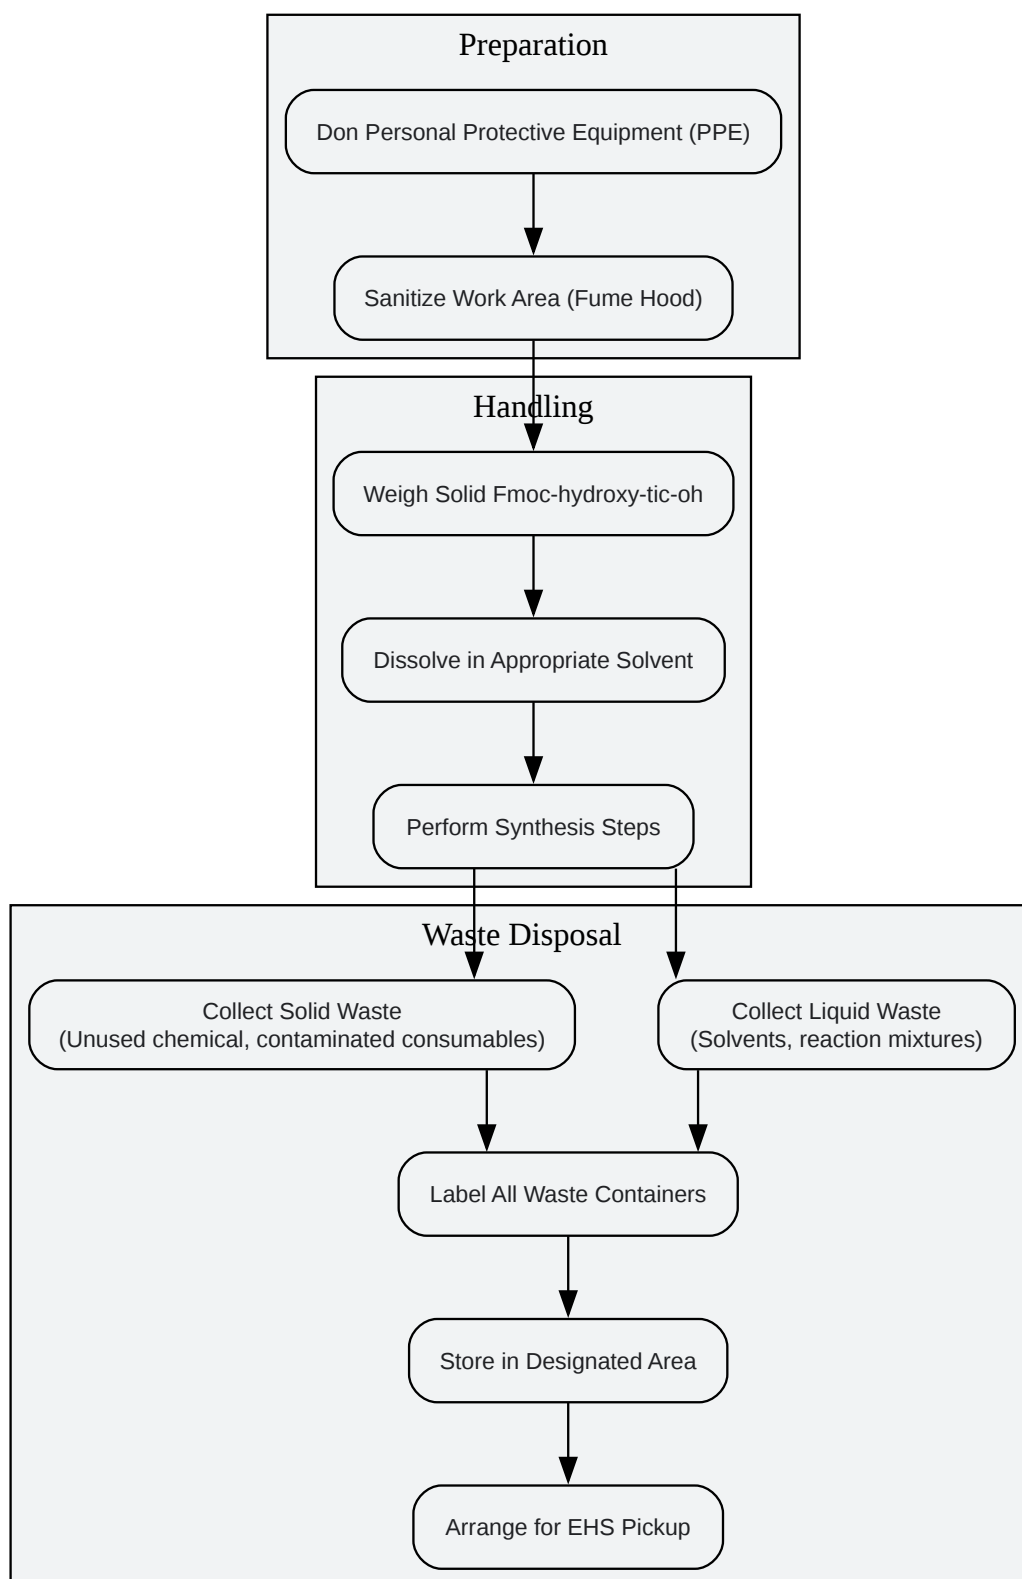 Preparation
Don Personal Protective Equipment (PPE)
Sanitize Work Area (Fume Hood)
Handling
Weigh Solid Fmoc-hydroxy-tic-oh
Dissolve in Appropriate Solvent
Perform Synthesis Steps
Waste Disposal
Collect Solid Waste
(Unused chemical, contaminated consumables)
Collect Liquid Waste
(Solvents, reaction mixtures)
Label All Waste Containers
Store in Designated Area
Arrange for EHS Pickup